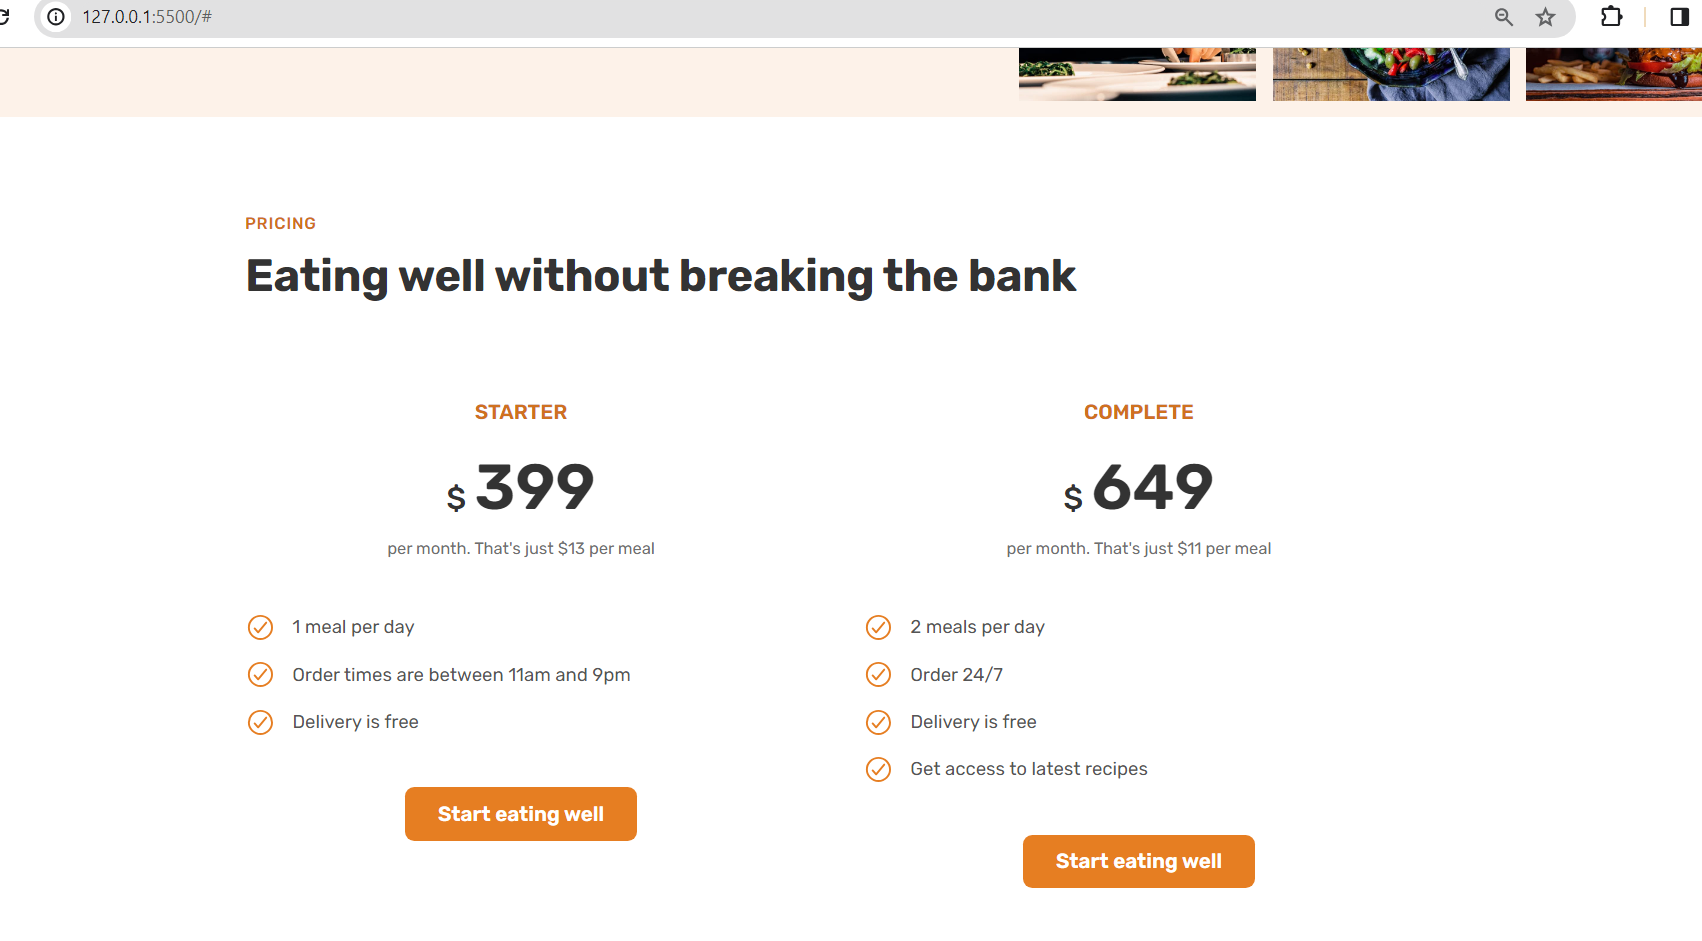 127.0.0.1:5500/#
PRICING
Eating well without breaking the bank
STARTER
$ 399
per month. That's just $13 per meal
1 meal per day
Order times are between 11am and 9pm
Delivery is free
Start eating well
COMPLETE
$ 649
per month. That's just $11 per meal
2 meals per day
Order 24/7
Delivery is free
Get access to latest recipes
Start eating well